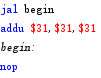 jal begin
addu $31, $31, $31
begin:
nop